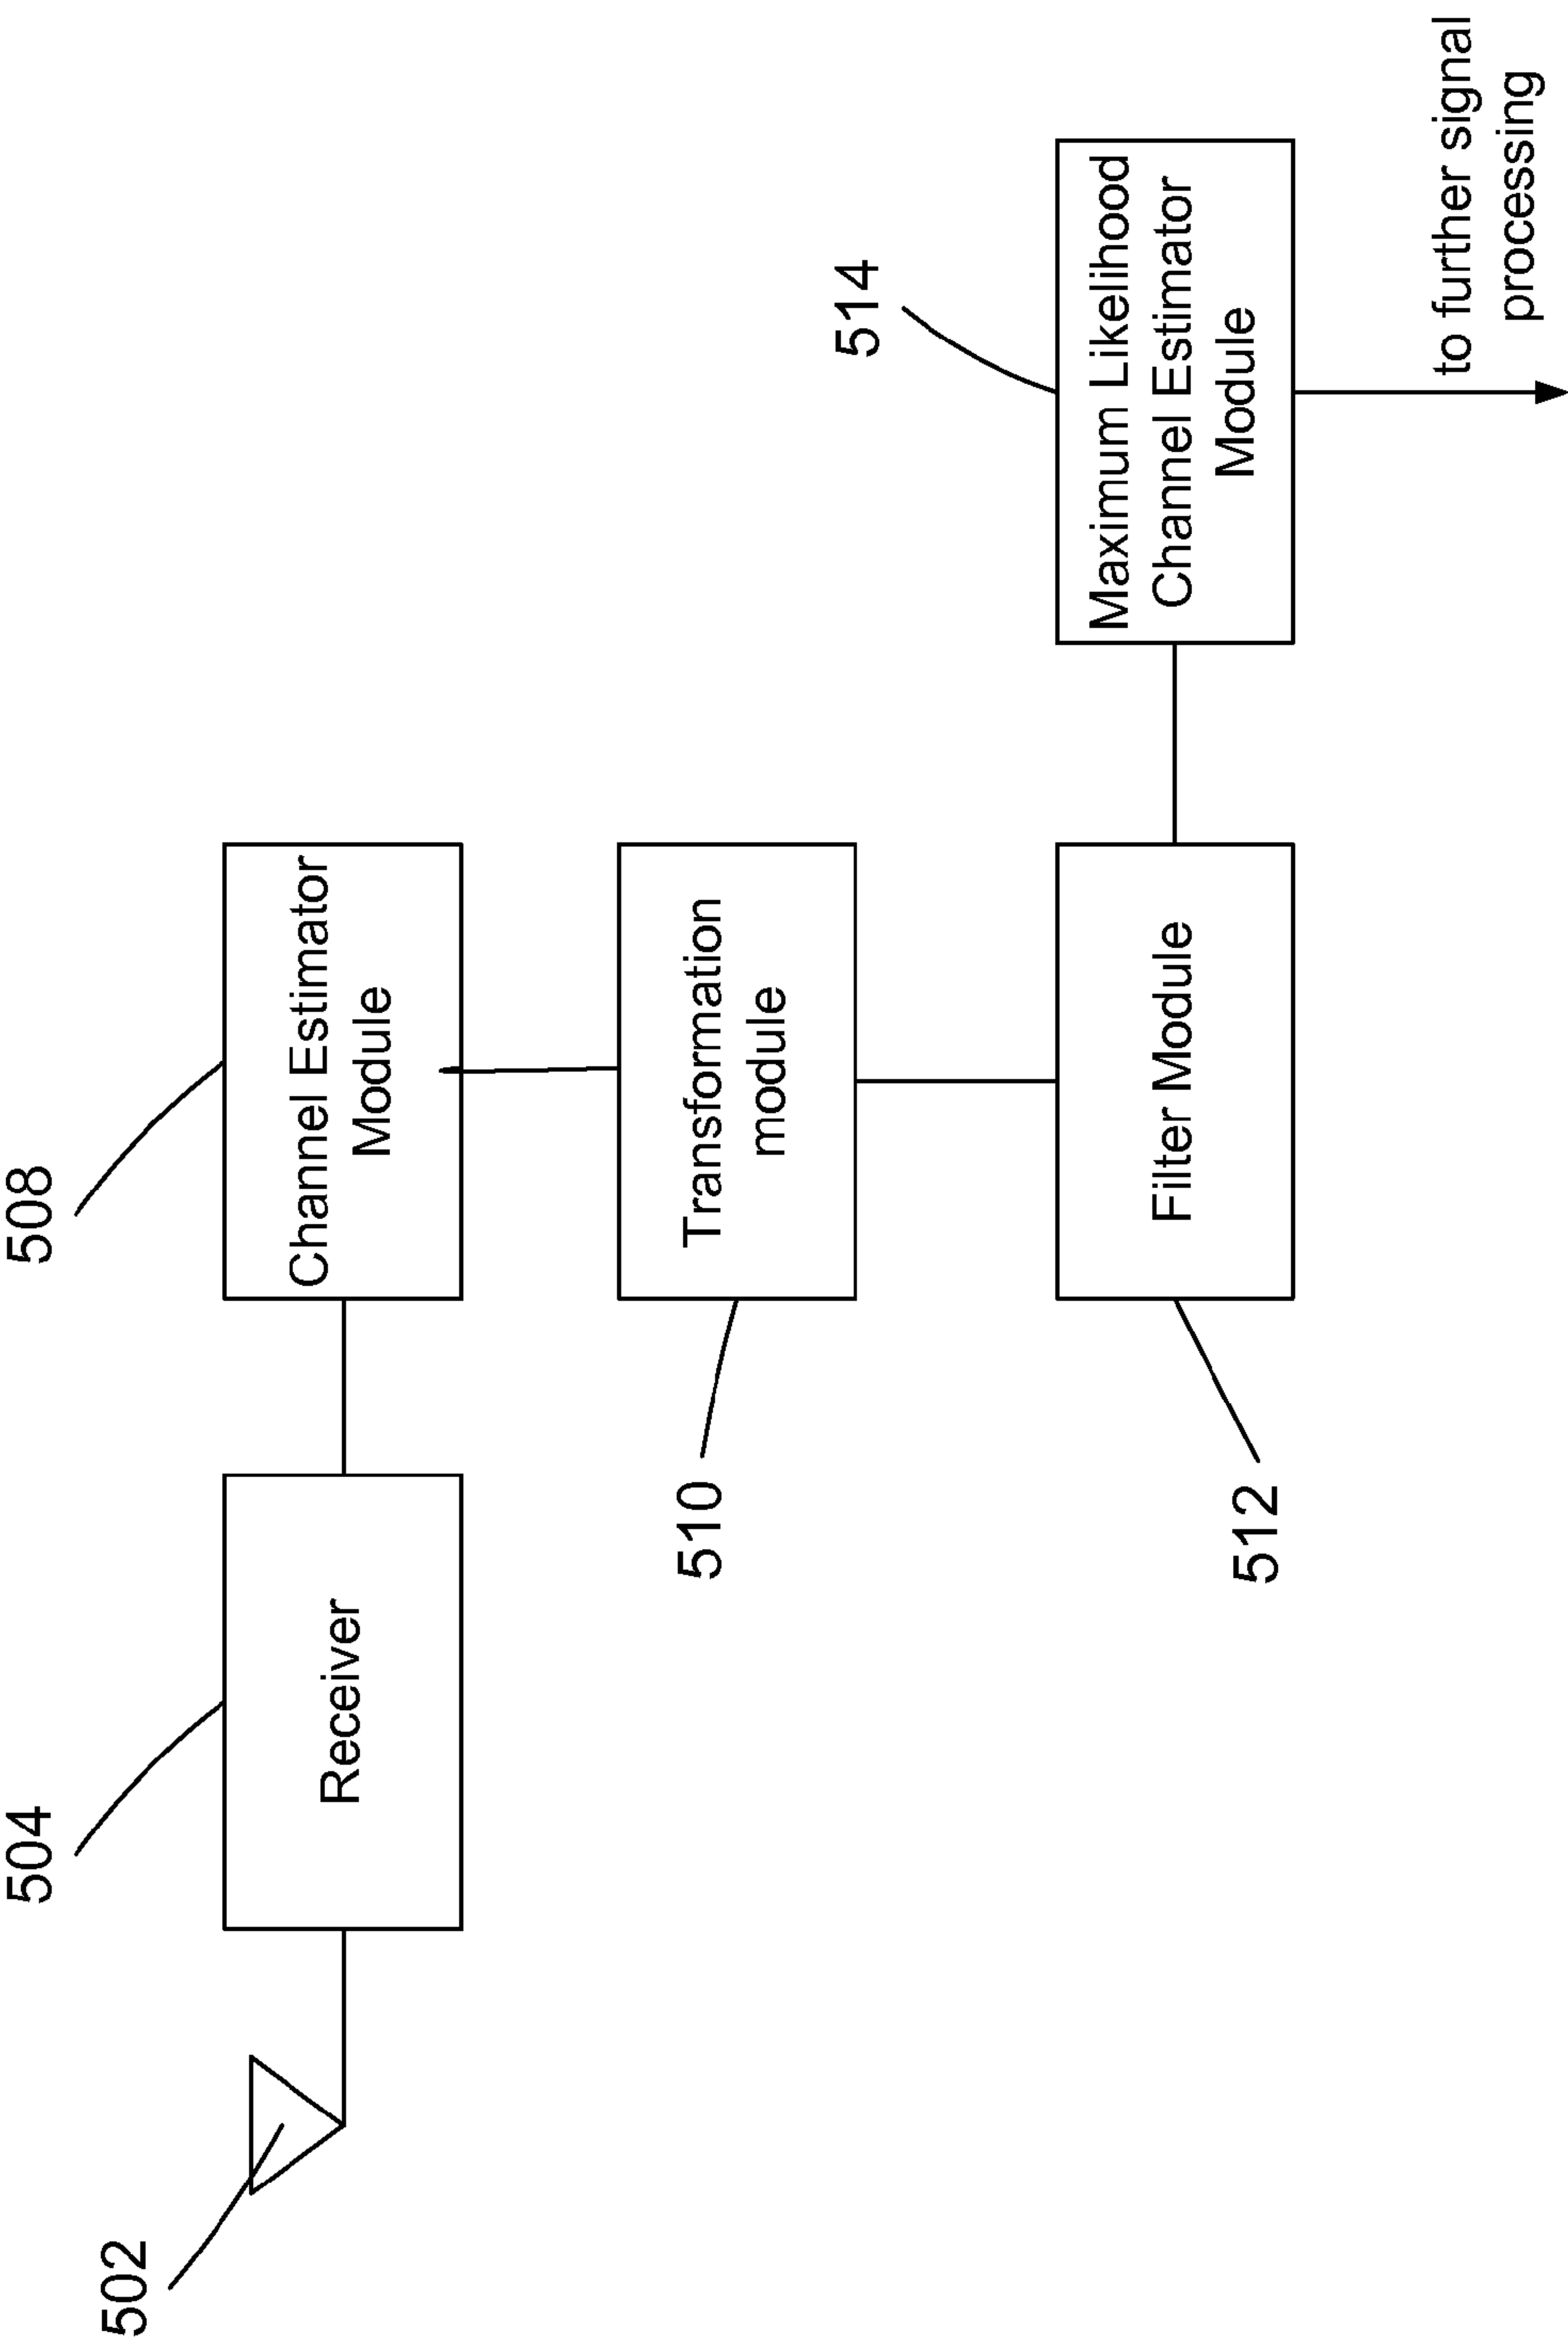 502
504
Receiver
508
Channel Estimator
Module
510
Transformation
module
512
Filter Module
514
Maximum Likelihood
Channel Estimator
Module
to further signal
processing